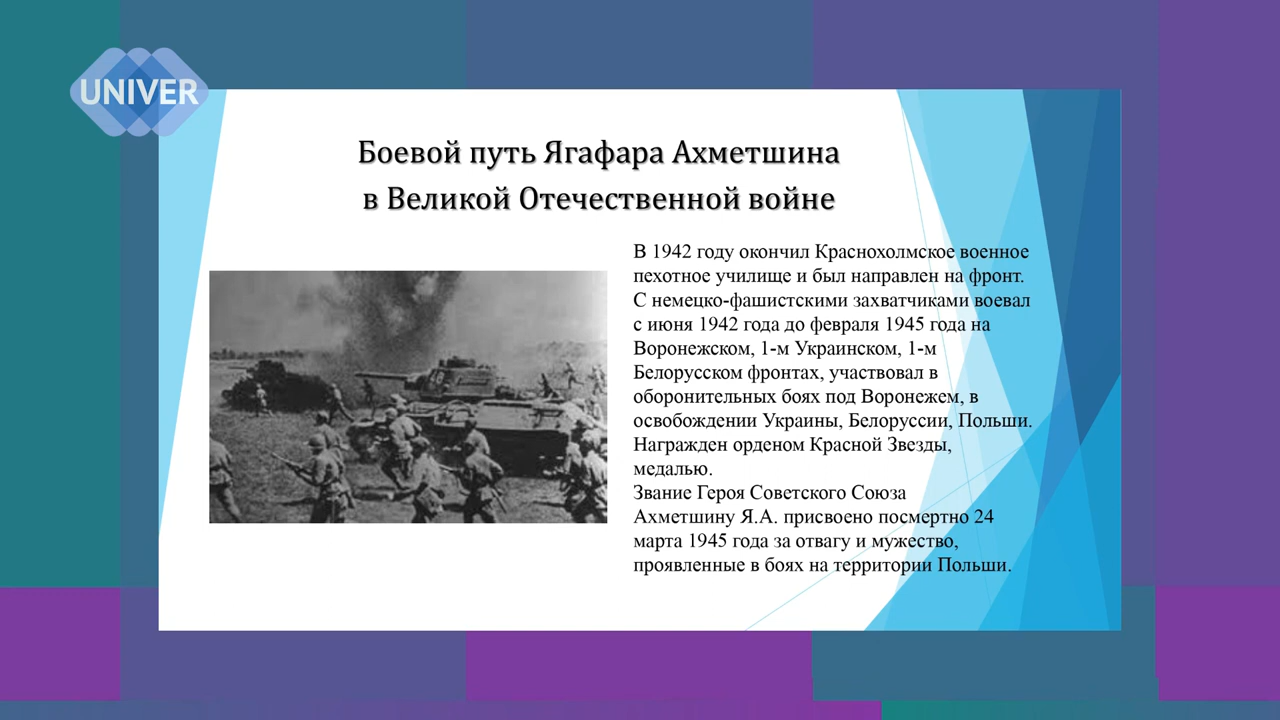 UNIVER
Боевой путь Ягафара Ахметшина
в Великой Отечественной войне
В 1942 году окончил Краснохолмское военное
пехотное училище и был направлен на фронт.
С немецко-фашистскими захватчиками воевал
с июня 1942 года до февраля 1945 года на
Воронежском, 1-м Украинском, 1-м
Белорусском фронтах, участвовал в
оборонительных боях под Воронежем, в
освобождении Украины, Белоруссии, Польши.
Награжден орденом Красной Звезды,
медалью.
Звание Героя Советского Союза
Ахметшину Я.А. присвоено посмертно 24
марта 1945 года за отвагу и мужество,
проявленные в боях на территории Польши.